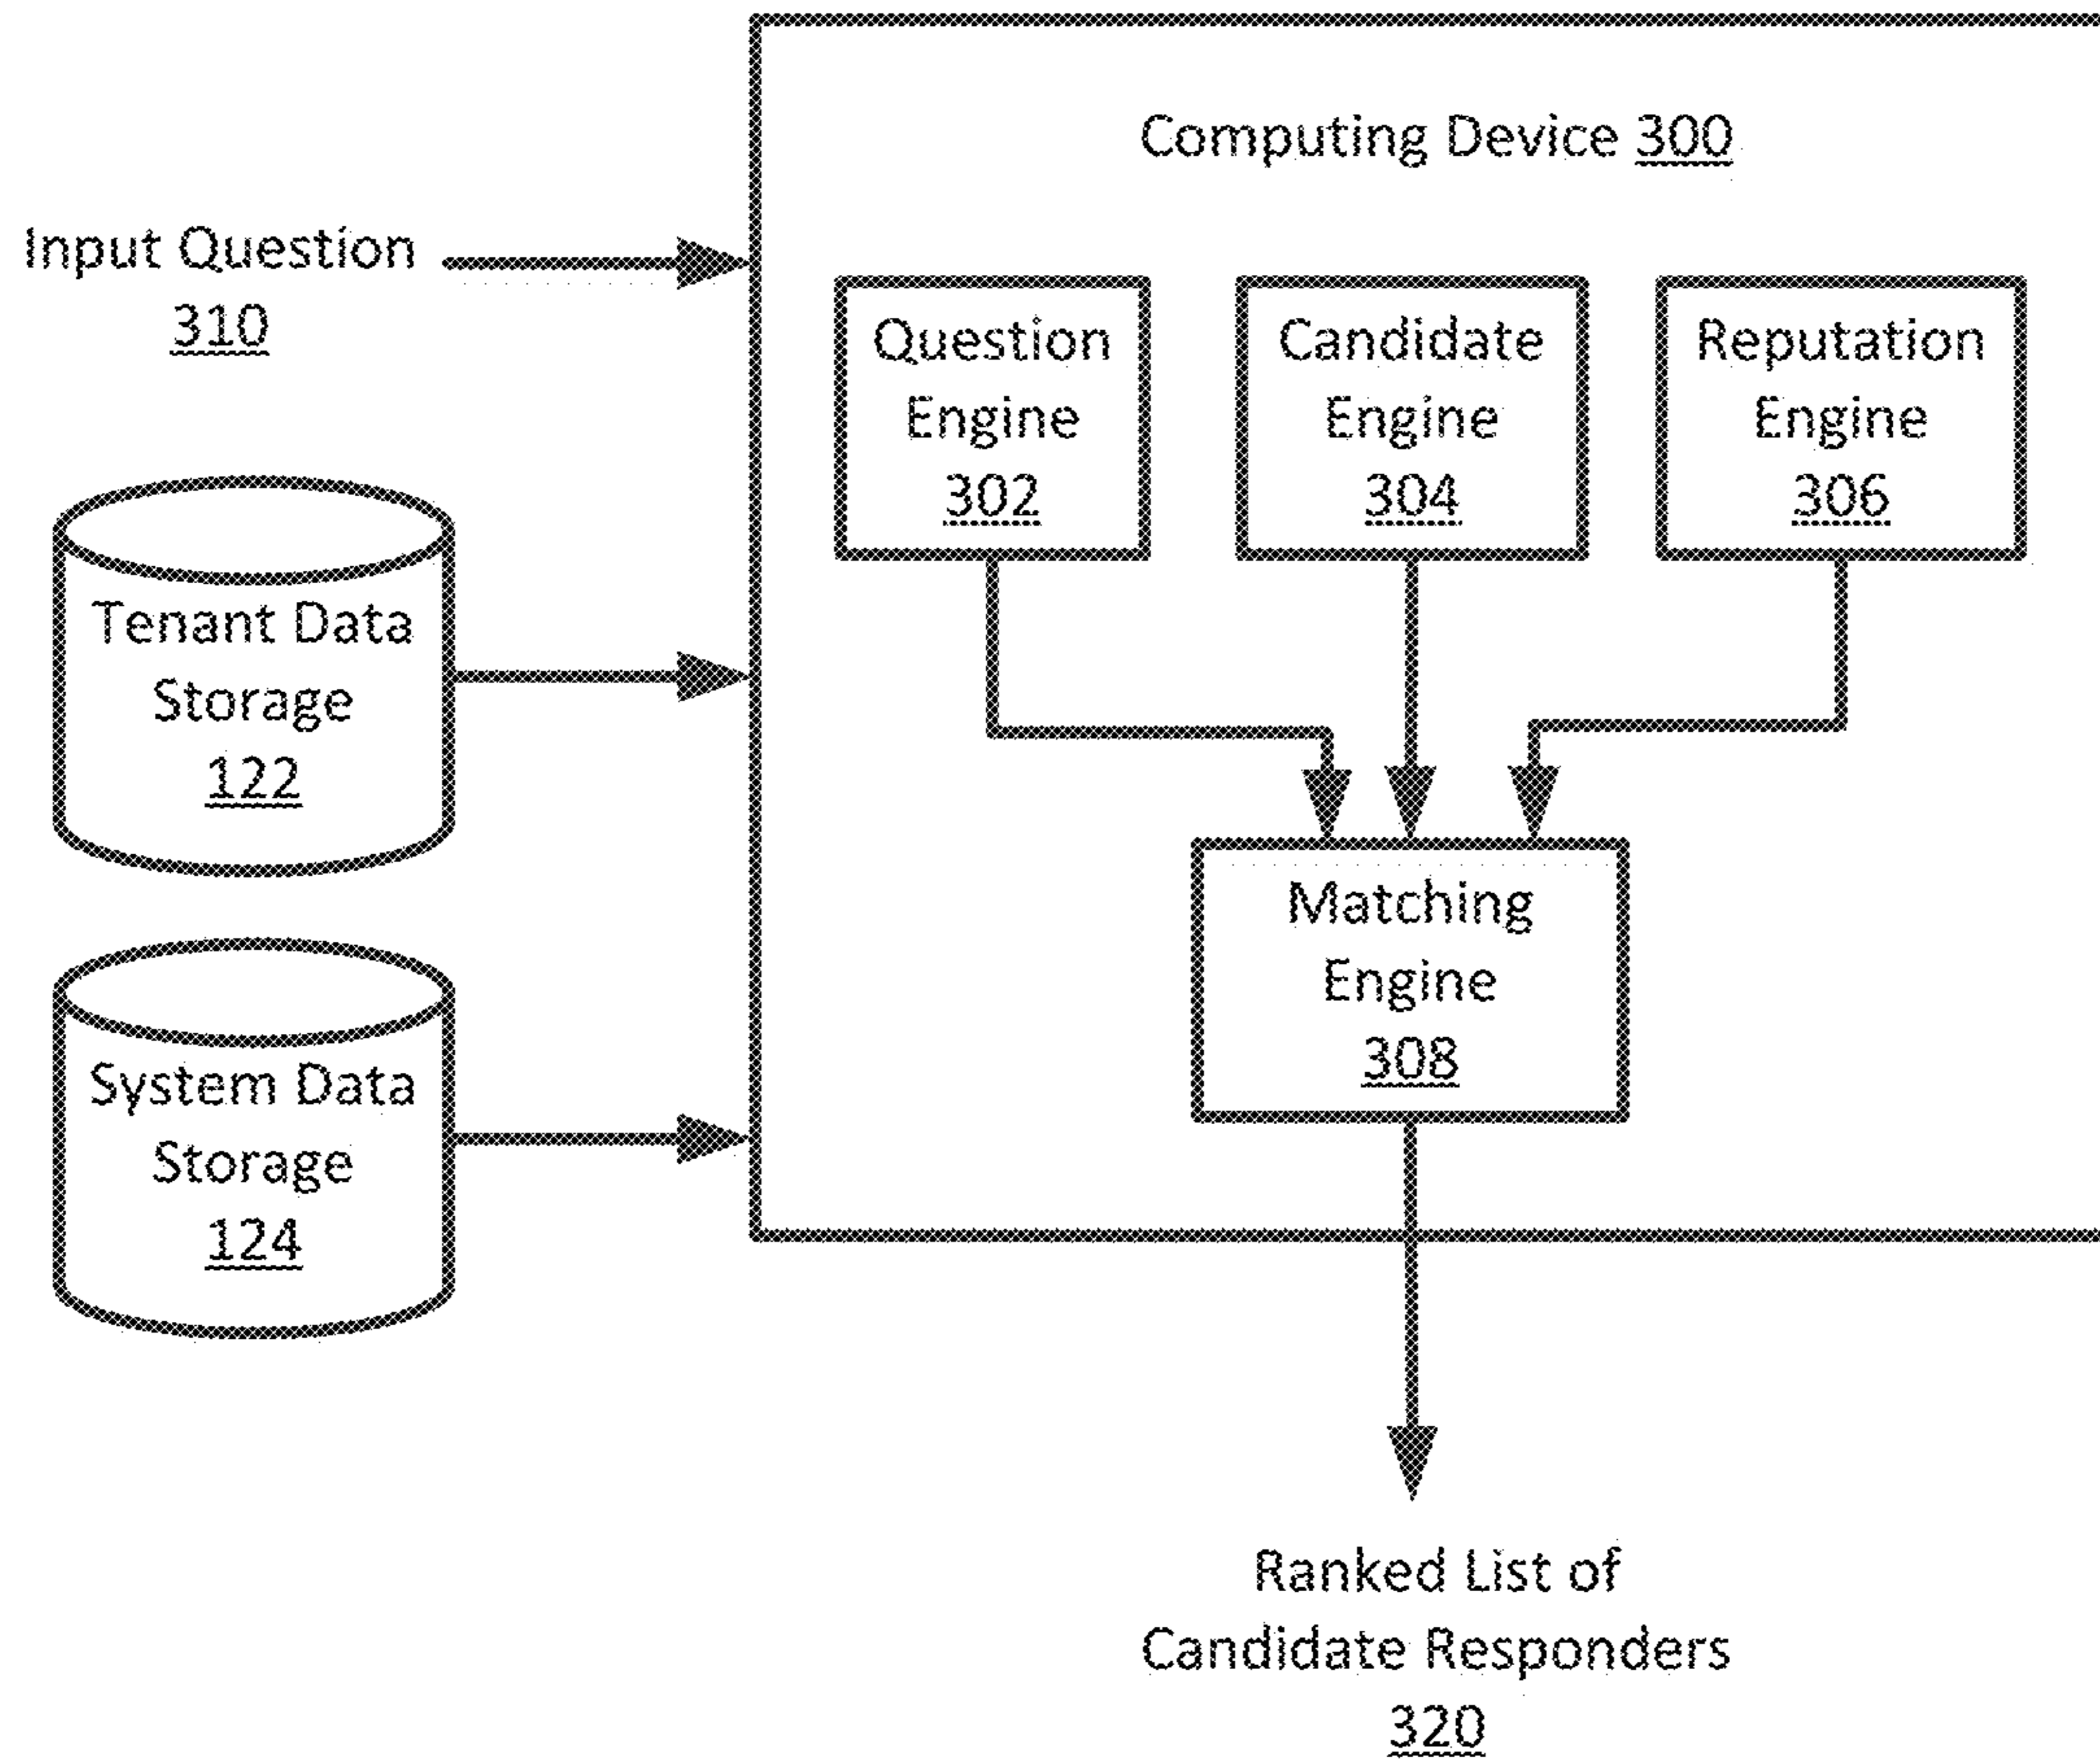 Computing Device 300
Input Question
310
Question
Engine
302
Candidate
Engine
304
Reputation
Engine
306
Tenant Data
Storage
122
Matching
Engine
308
System Data
Storage
124
Ranked List of
Candidate Responders
320